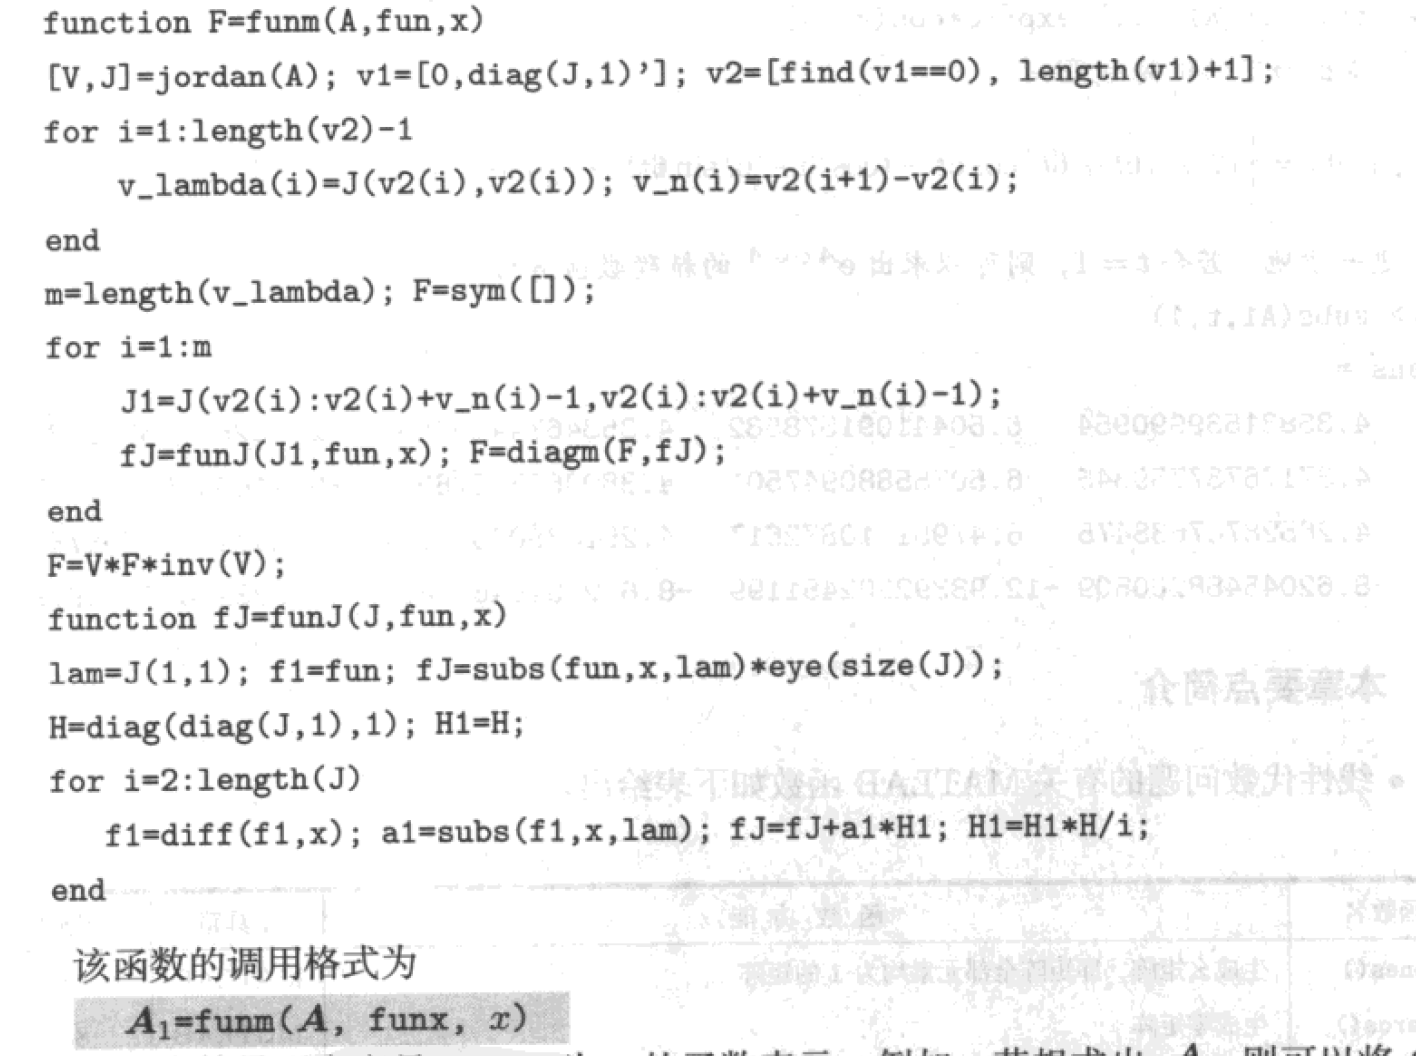 function F=funm(A,fun,x)
[V,J]=jordan(A); v1=[0,diag(J,1)']; v2=[find(v1==0), length(v1)+1];
for i=1:length(v2)-1
v_lambda(i)=J(v2(i),v2(i)); v_n(i)=v2(i+1)-v2(i);
end
m=length(v_lambda); F=sym([]);
for i=1:m
J1=J(v2(i):v2(i)+v_n(i)-1,v2(i):v2(i)+v_n(i)-1);
fJ=funJ(J1,fun,x); F=diagm(F,fJ);
end
F=V*F*inv(V);
function fJ=funJ(J,fun,x)
lam=J(1,1); f1=fun; fJ=subs(fun,x,lam)*eye(size(J));
H=diag(diag(J,1),1); H1=H;
for i=2:length(J)
f1=diff(f1,x); a1=subs(f1,x,lam); fJ=fJ+a1*H1; H1=H1*H/i;
end
该函数的调用格式为
A₁=funm(A, funx, x)